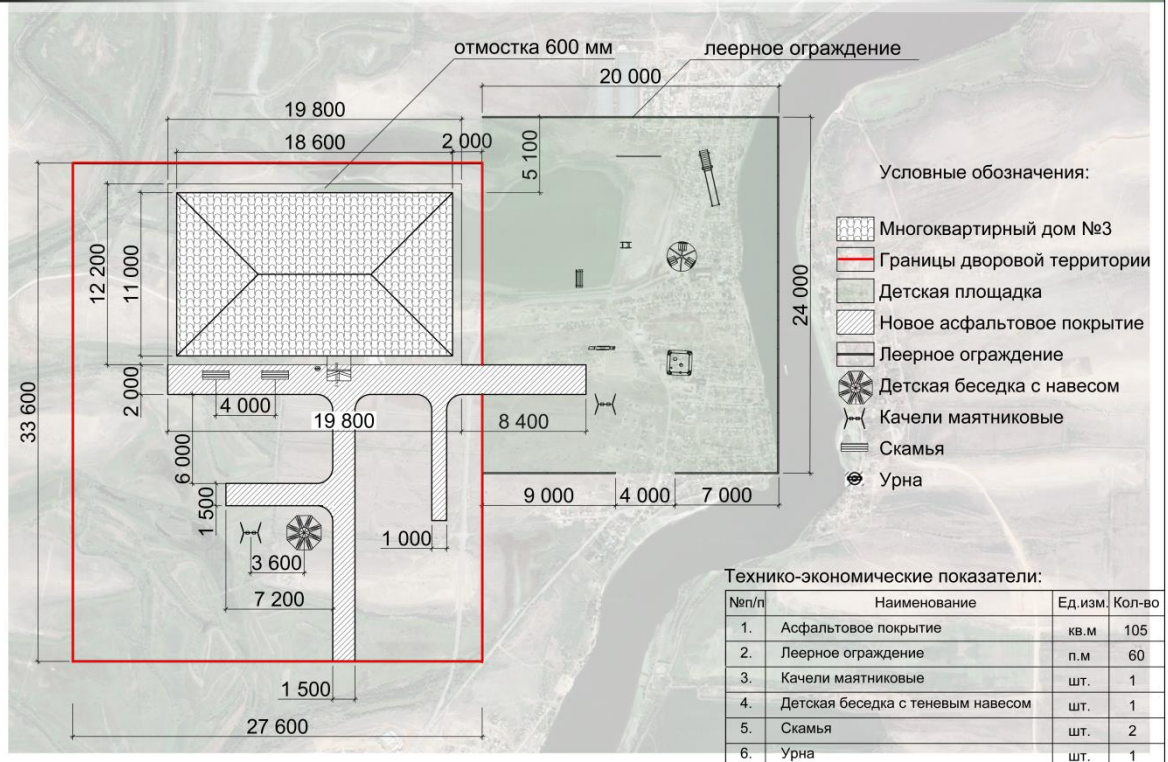 отмостка 600 мм
леерное ограждение
20 000
19 800
18 600
2 000
5 100
12 200
11 000
33 600
2 000
4 000
19 800
8 400
24 000
6 000
1 500
9 000
4 000
7 000
1 000
3 600
7 200
1 500
27 600
Условные обозначения:
Многоквартирный дом №3
Границы дворовой территории
Детская площадка
Новое асфальтовое покрытие
Леерное ограждение
Детская беседка с навесом
Качели маятниковые
Скамья
Урна
Технико-экономические показатели:
№п/п Наименование Ед.изм. Кол-во
1. Асфальтовое покрытие кв.м 105
2. Леерное ограждение п.м 60
3. Качели маятниковые шт. 1
4. Детская беседка с теневым навесом шт. 1
5. Скамья шт. 2
6. Урна шт. 1